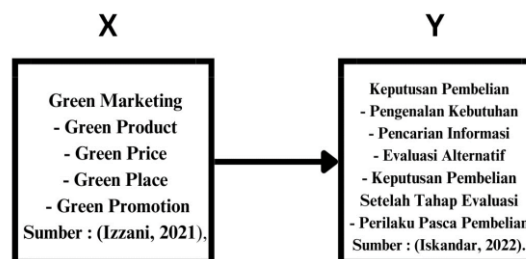 X
Green Marketing
- Green Product
- Green Price
- Green Place
- Green Promotion
Sumber : (Izzani, 2021),
Y
Keputusan Pembelian
- Pengenalan Kebutuhan
- Pencarian Informasi
- Evaluasi Alternatif
- Keputusan Pembelian
Setelah Tahap Evaluasi
- Perilaku Pasca Pembelian
Sumber : (Iskandar, 2022).